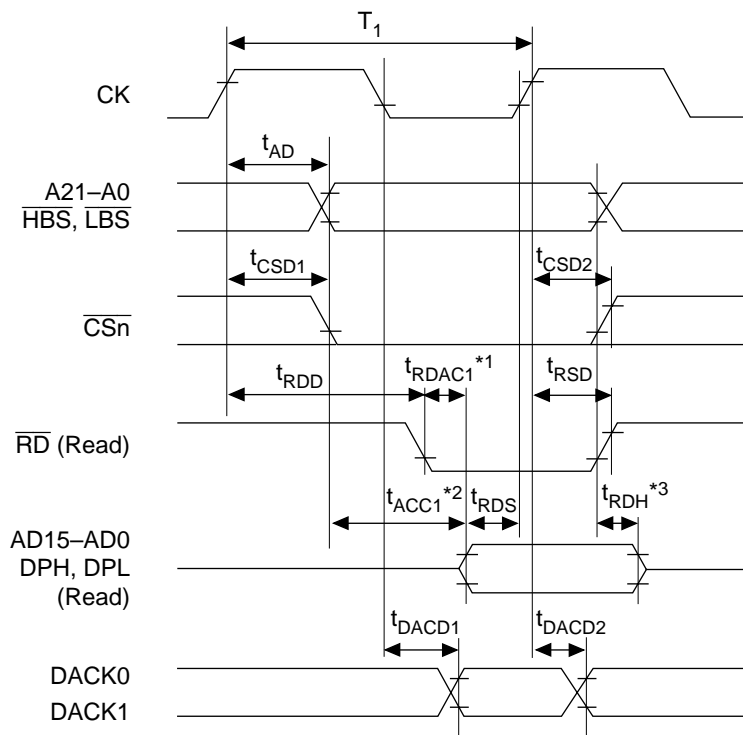 T1
CK
tAD
A21–A0
HBS, LBS
tCSD1
tCSD2
CSn
tRDD
tRDAC1*1
tRSD
RD (Read)
tACC1*2
tRDS
tRDH*3
AD15–AD0
DPH, DPL
(Read)
tDACD1
tDACD2
DACK0
DACK1